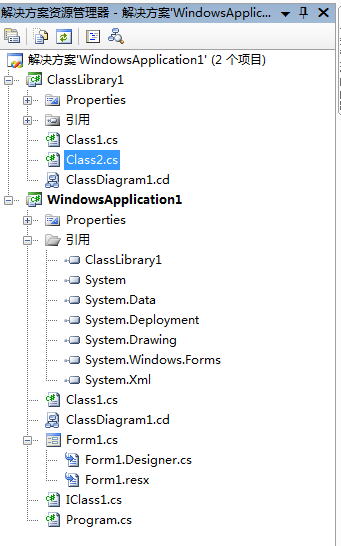 解决方案资源管理器 - 解决方案'WindowsApplic...
解决方案'WindowsApplication1' (2 个项目)
ClassLibrary1
Properties
引用
Class1.cs
Class2.cs
ClassDiagram1.cd
WindowsApplication1
Properties
引用
ClassLibrary1
System
System.Data
System.Deployment
System.Drawing
System.Windows.Forms
System.Xml
Class1.cs
ClassDiagram1.cd
Form1.cs
Form1.Designer.cs
Form1.resx
IClass1.cs
Program.cs